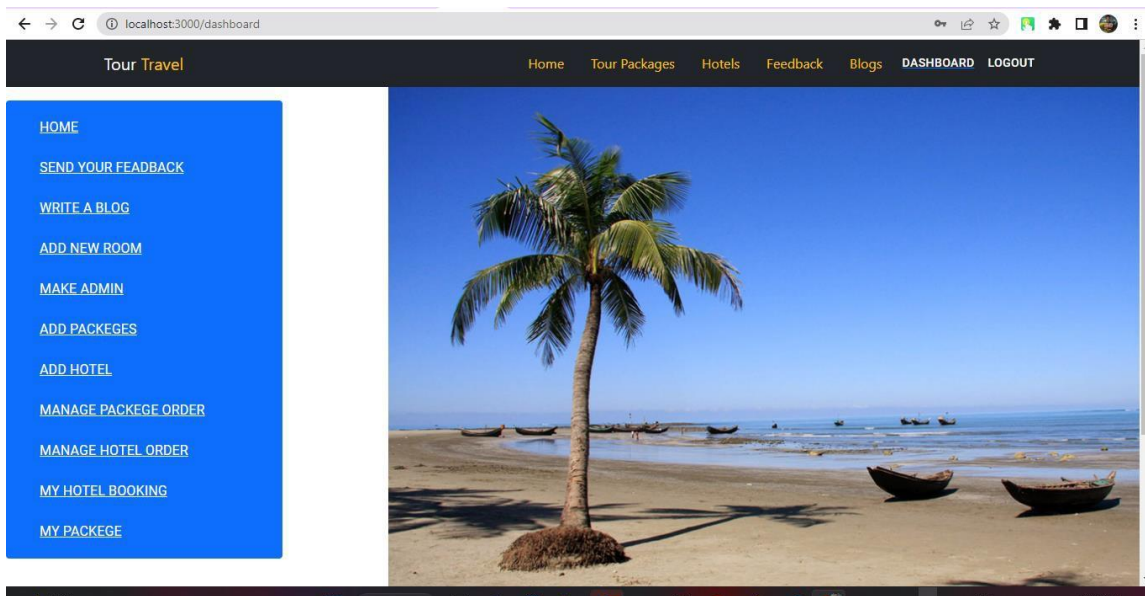 localhost:3000/dashboard
Tour Travel Home Tour Packages Hotels Feedback Blogs DASHBOARD LOGOUT
HOME
SEND YOUR FEADBACK
WRITE A BLOG
ADD NEW ROOM
MAKE ADMIN
ADD PACKEGES
ADD HOTEL
MANAGE PACKEGE ORDER
MANAGE HOTEL ORDER
MY HOTEL BOOKING
MY PACKEGE